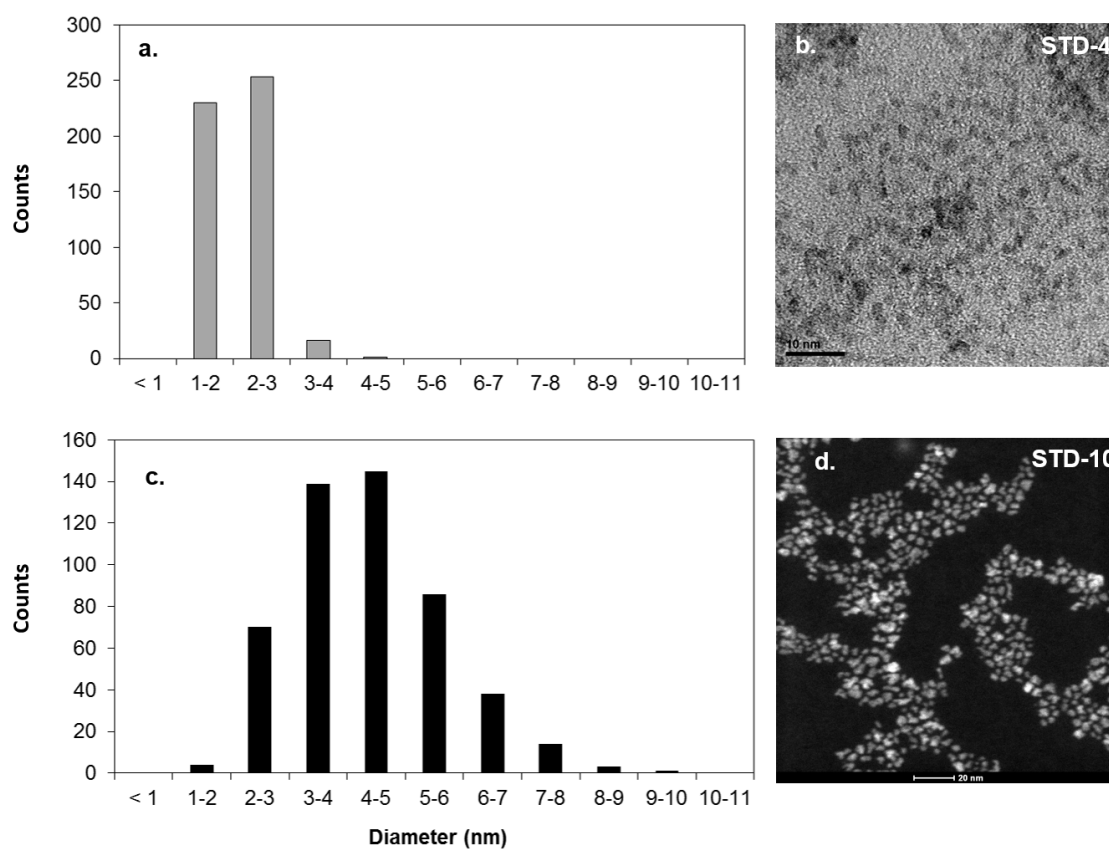 300
250
200
150
100
50
0
Counts
a.
< 1 1-2 2-3 3-4 4-5 5-6 6-7 7-8 8-9 9-10 10-11
b.
STD-4
10 nm
160
140
120
100
80
60
40
20
0
Counts
c.
< 1 1-2 2-3 3-4 4-5 5-6 6-7 7-8 8-9 9-10 10-11
Diameter (nm)
d.
STD-10
20 nm